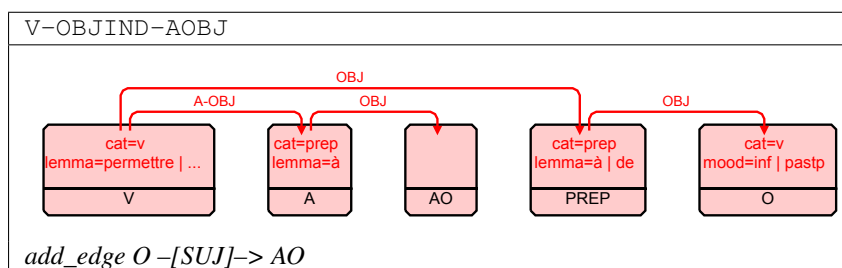 V-OBJIND-AOBJ
OBJ
A-OBJ OBJ OBJ
cat=v cat=prep cat=prep cat=v
lemma=permettre | ... lemma=à lemma=à | de mood=inf | pastp
V A AO PREP O
add_edge O –[SUJ]–> AO